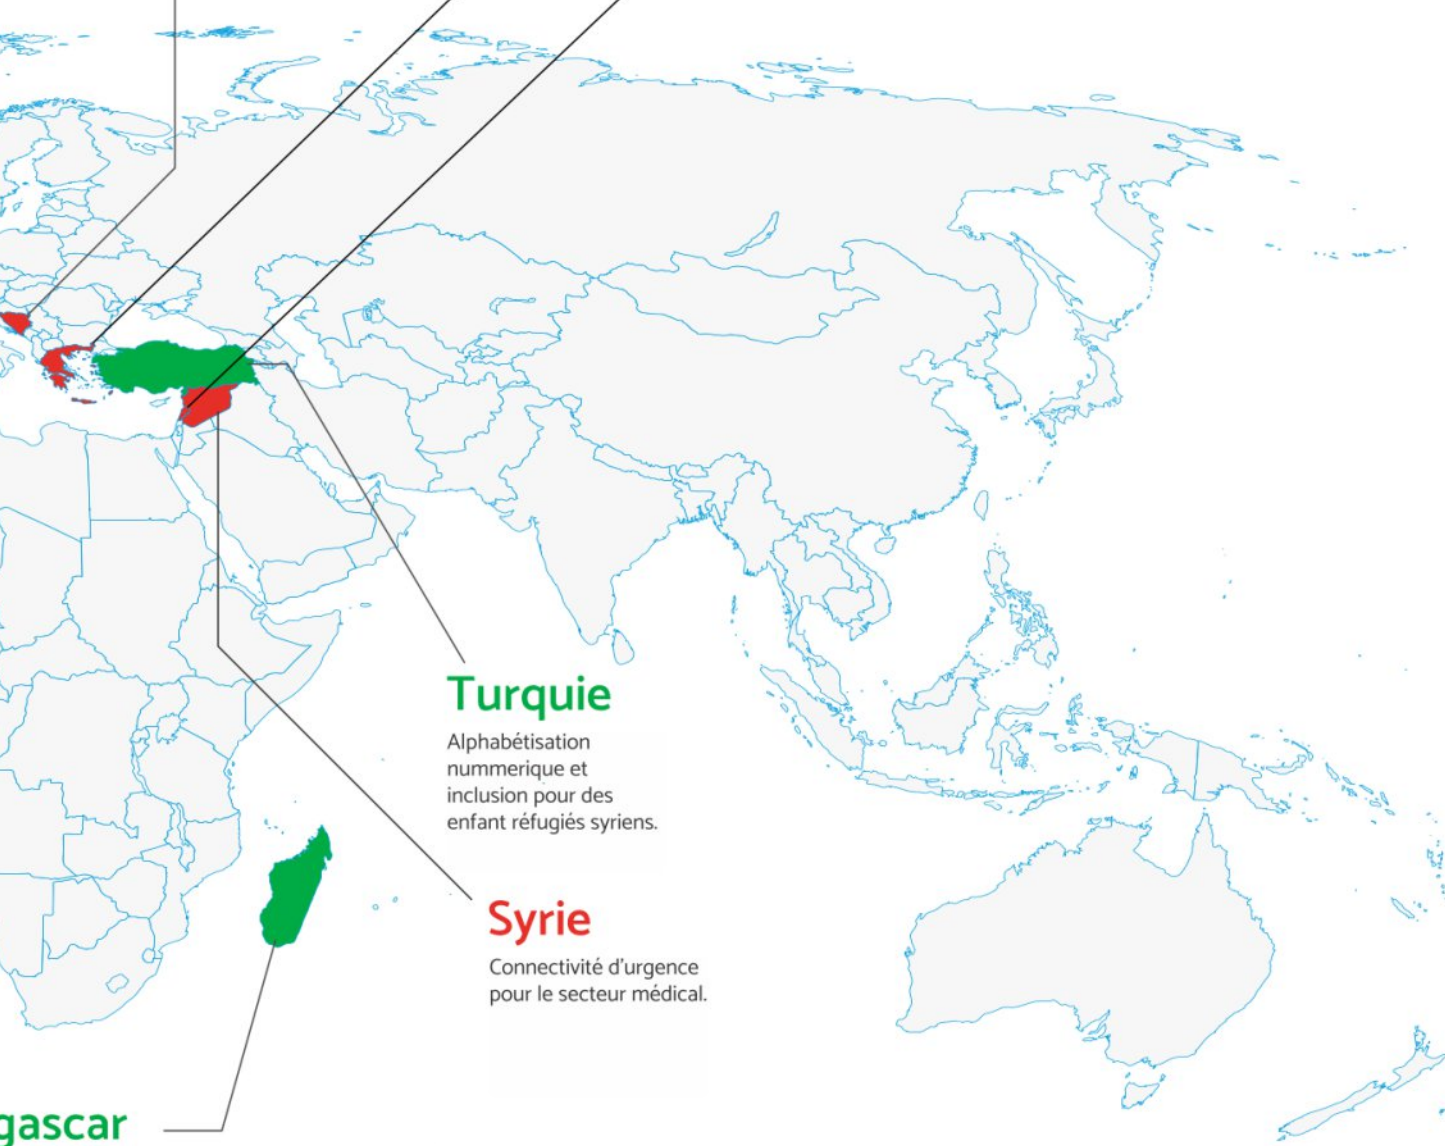 Turquie
Alphabétisation
nummerique et
inclusion pour des
enfant réfugiés syriens.
Syrie
Connectivité d'urgence
pour le secteur médical.
gascar